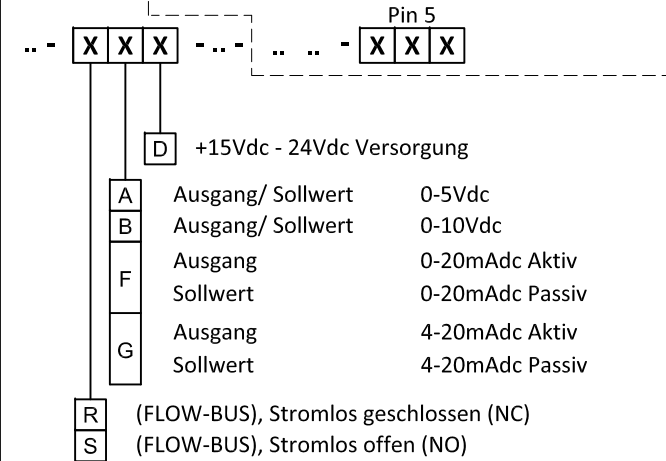 Pin 5
.. - X X X - .. - .. .. - X X X
D +15Vdc - 24Vdc Versorgung
A Ausgang/ Sollwert 0-5Vdc
B Ausgang/ Sollwert 0-10Vdc
F Ausgang 0-20mAdc Aktiv
Sollwert 0-20mAdc Passiv
G Ausgang 4-20mAdc Aktiv
Sollwert 4-20mAdc Passiv
R (FLOW-BUS), Stromlos geschlossen (NC)
S (FLOW-BUS), Stromlos offen (NO)